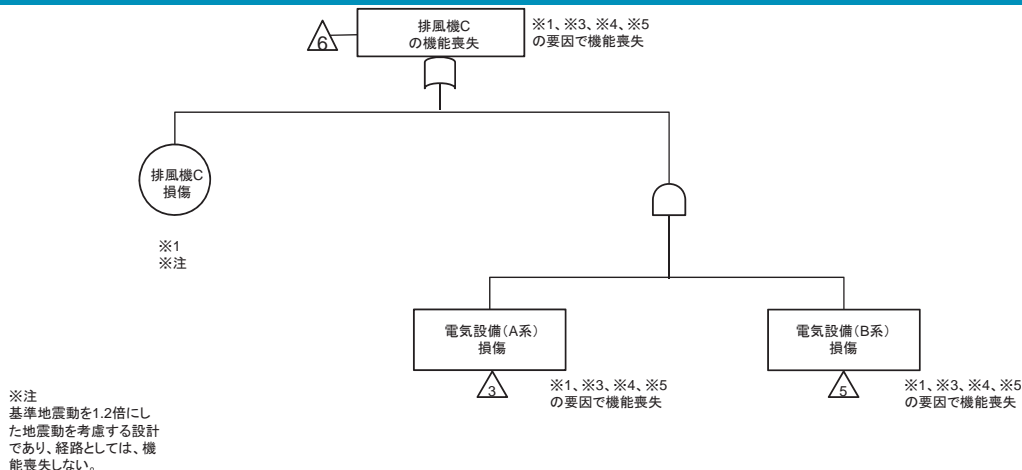 6
排風機C
の機能喪失
※1、※3、※4、※5
の要因で機能喪失
排風機C
損傷
※1
※注
電気設備(A系)
損傷
3
※1、※3、※4、※5
の要因で機能喪失
電気設備(B系)
損傷
5
※1、※3、※4、※5
の要因で機能喪失
※注
基準地震動を1.2倍にし
た地震動を考慮する設計
であり、経路としては、機
能喪失しない。